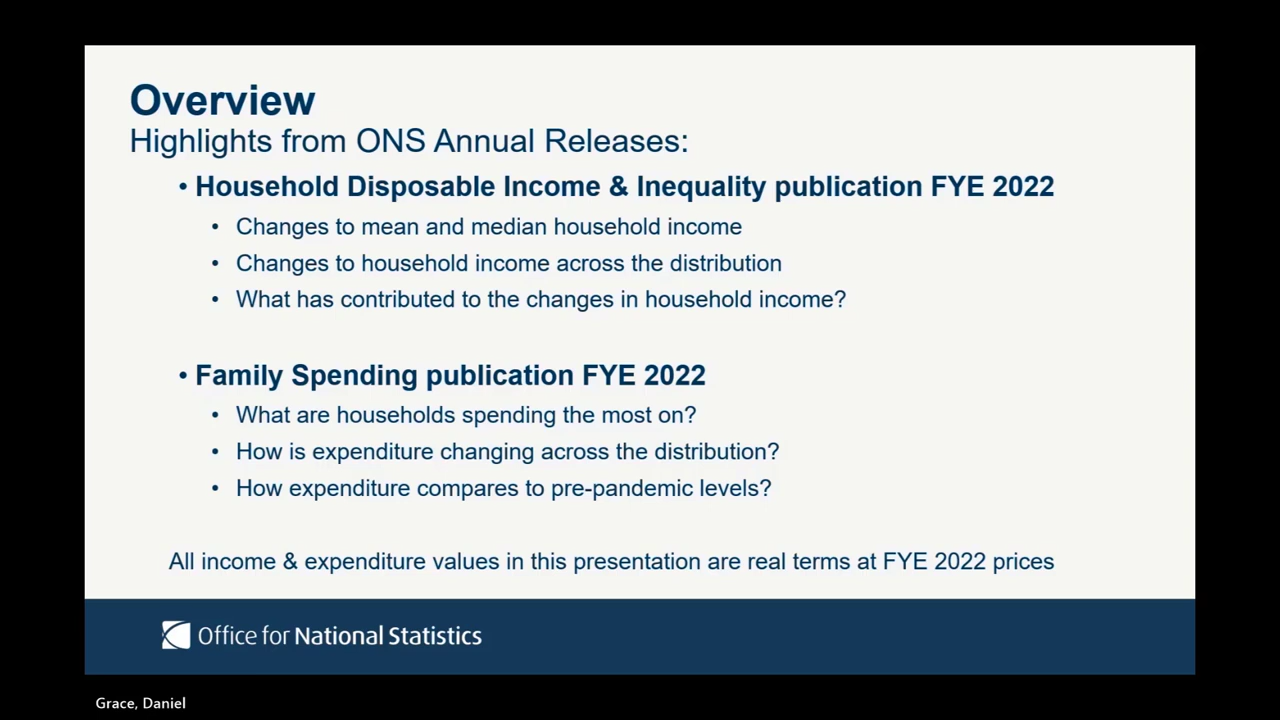 Overview
Highlights from ONS Annual Releases:
• Household Disposable Income & Inequality publication FYE 2022
• Changes to mean and median household income
• Changes to household income across the distribution
• What has contributed to the changes in household income?
• Family Spending publication FYE 2022
• What are households spending the most on?
• How is expenditure changing across the distribution?
• How expenditure compares to pre-pandemic levels?
All income & expenditure values in this presentation are real terms at FYE 2022 prices
Office for National Statistics
Grace, Daniel